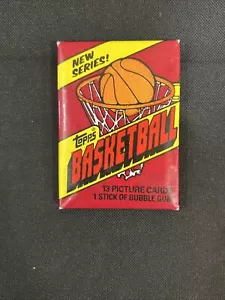 NEW
SERIES!
TOPPS
BASKETBALL
13 PICTURE CARDS
1 STICK OF BUBBLE GUM